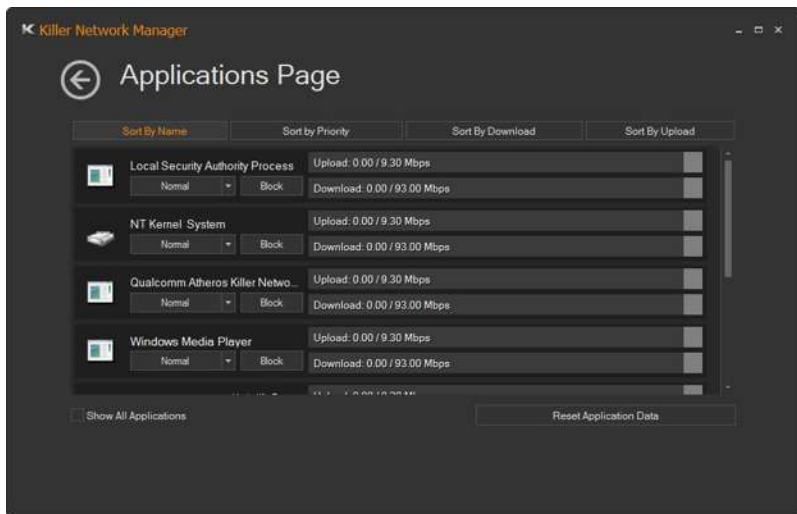 Killer Network Manager
Applications Page
Sort By Name Sort by Priority Sort By Download Sort By Upload
Local Security Authority Process
Upload: 0.00 / 9.30 Mbps
Normal Block
Download: 0.00 / 93.00 Mbps
NT Kernel System
Upload: 0.00 / 9.30 Mbps
Normal Block
Download: 0.00 / 93.00 Mbps
Qualcomm Atheros Killer Netwo...
Upload: 0.00 / 9.30 Mbps
Normal Block
Download: 0.00 / 93.00 Mbps
Windows Media Player
Upload: 0.00 / 9.30 Mbps
Normal Block
Download: 0.00 / 93.00 Mbps
Show All Applications
Reset Application Data